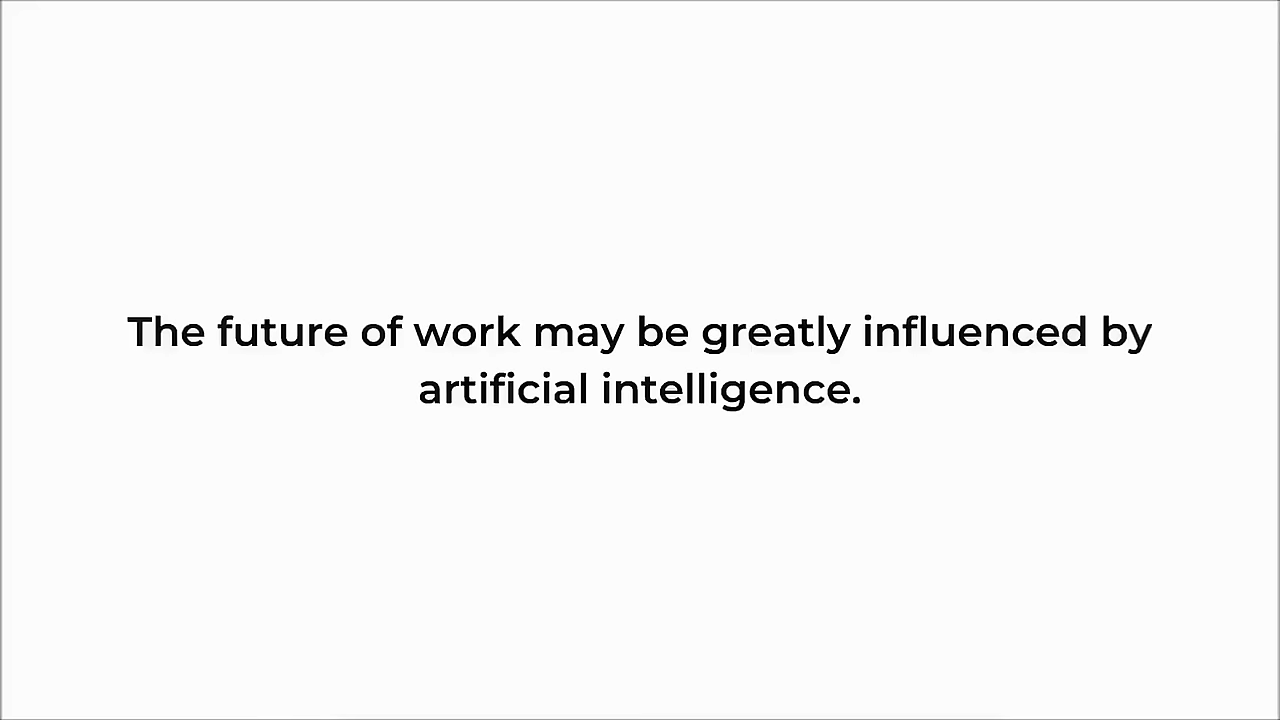 The future of work may be greatly influenced by
artificial intelligence.